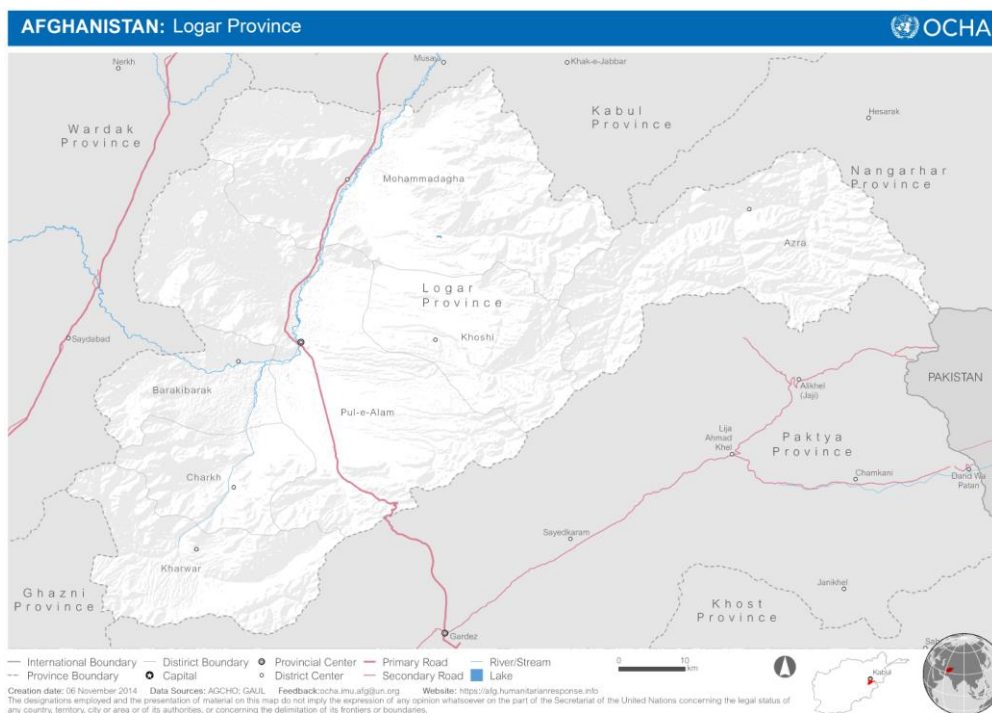 AFGHANISTAN: Logar Province
OCHA
Nerkh
Musayi
Khak-e-Jabbar
Hesarak
Wardak
Province
Kabul
Province
Nangarhar
Province
Mohammadagha
Azra
Logar
Province
Saydabad
Khoshi
Barakibarak
PAKISTAN
Alikhel
(Jaji)
Pul-e-Alam
Lija
Ahmad
Khel
Paktya
Province
Charkh
Chamkani
Dand Wa
Patan
Sayedkaram
Kharwar
Ghazni
Province
Janikhel
Khost
Province
Gardez
International Boundary
District Boundary
Provincial Center
Primary Road
River/Stream
Province Boundary
Capital
District Center
Secondary Road
Lake
0 10
km
Kabul
Creation date: 06 November 2014 Data Sources: AGCHO; GAUL Feedback:ocha.imu.afg@un.org Website: https://afg.humanitarianresponse.info
The designations employed and the presentation of material on this map do not imply the expression of any opinion whatsoever on the part of the Secretariat of the United Nations concerning the legal status of
any country, territory, city or area or of its authorities, or concerning the delimitation of its frontiers or boundaries.